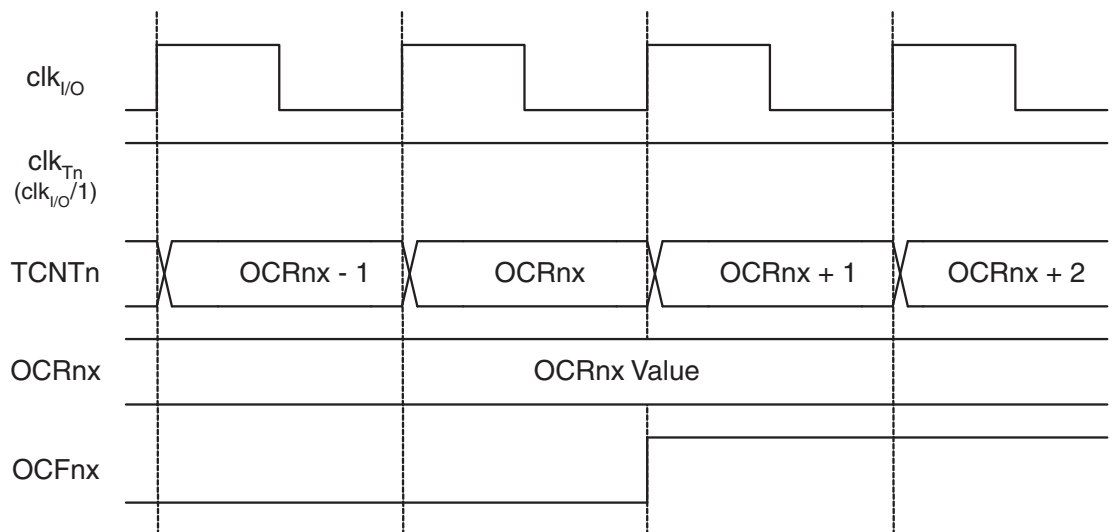 clkI/O
clkTn
(clkI/O/1)
TCNTn
OCRnx - 1
OCRnx
OCRnx + 1
OCRnx + 2
OCRnx
OCRnx Value
OCFnx